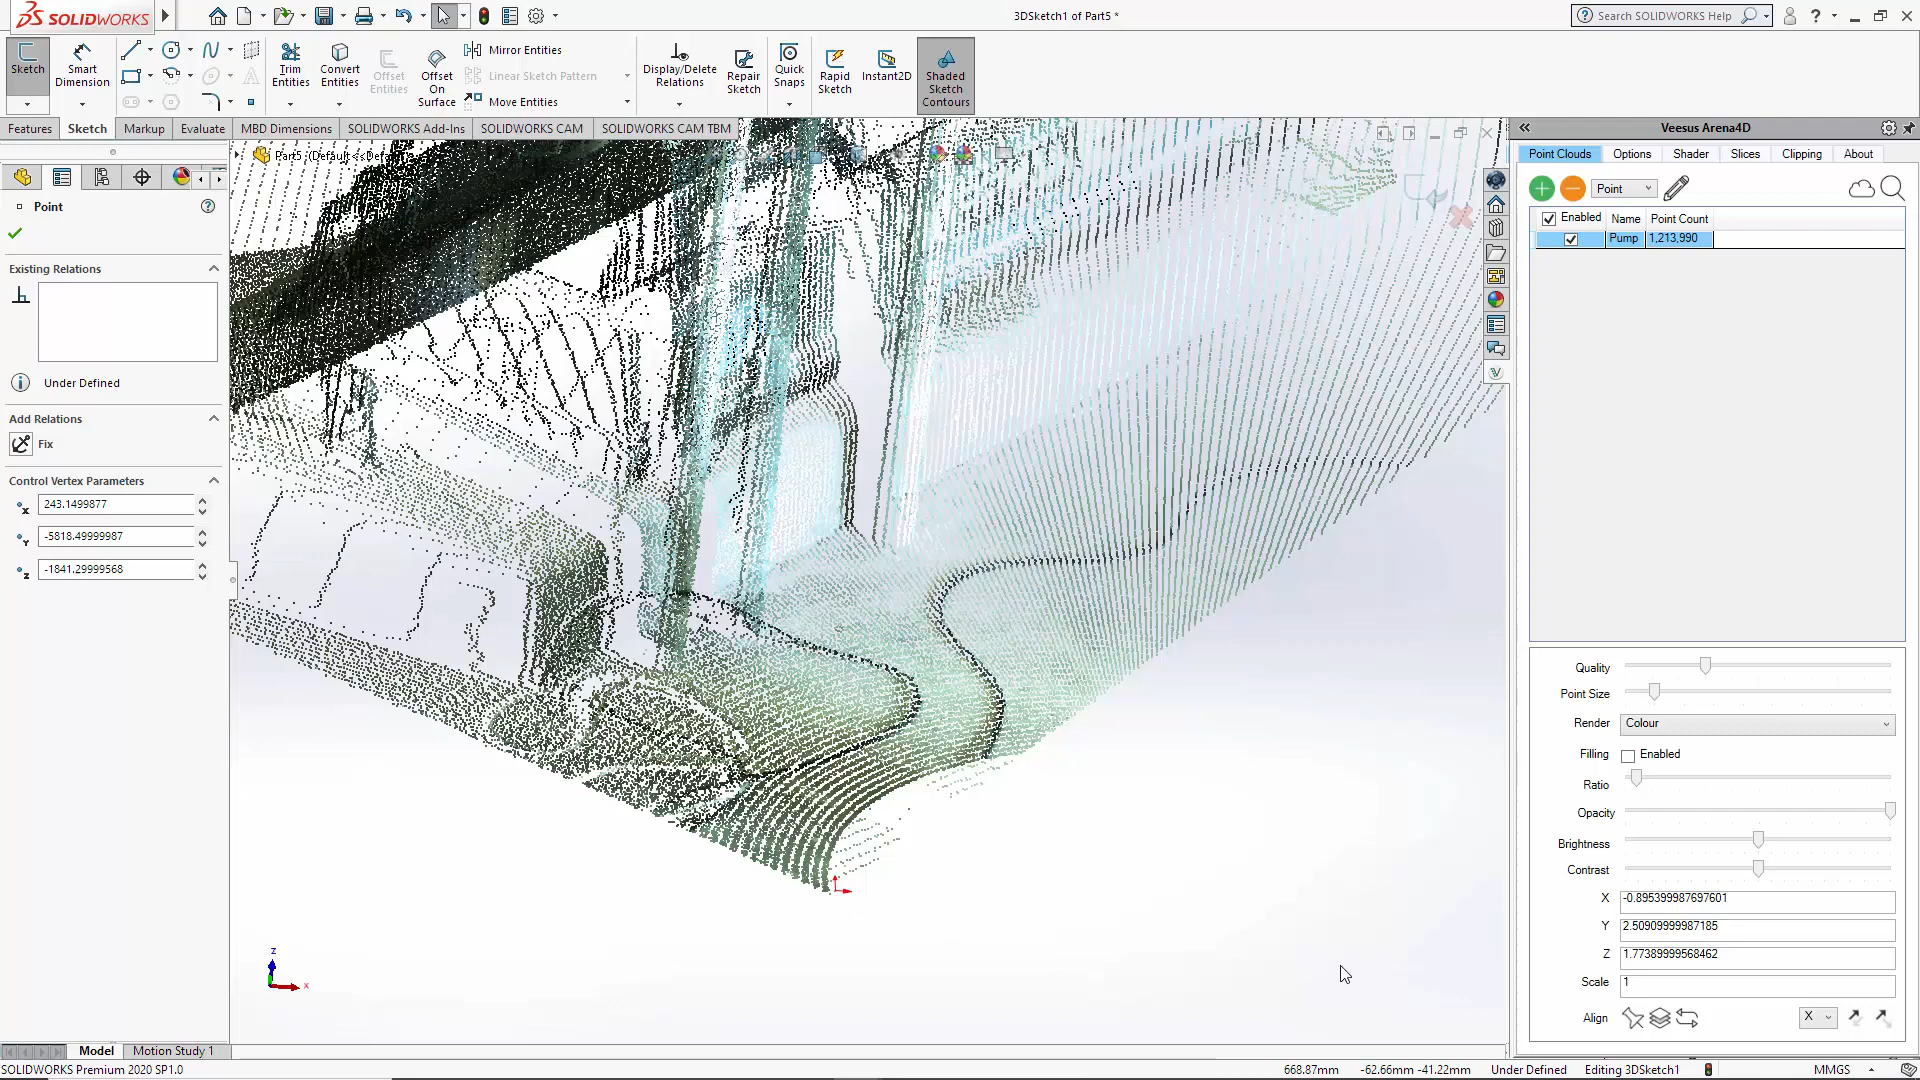 SOLIDWORKS
3DSketch1 of Part5 *
Search SOLIDWORKS Help
Sketch
Smart Dimension
Trim Entities
Convert Entities
Offset Entities
Offset On Surface
Mirror Entities
Linear Sketch Pattern
Move Entities
Display/Delete Relations
Repair Sketch
Quick Snaps
Rapid Sketch
Instant2D
Shaded Sketch Contours
Features
Sketch
Markup
Evaluate
MBD Dimensions
SOLIDWORKS Add-Ins
SOLIDWORKS CAM
SOLIDWORKS CAM TBM
Part5 (Default<<Defau
Point
Existing Relations
Under Defined
Add Relations
Fix
Control Vertex Parameters
X 243.1499877
Y -5818.49999987
Z -1841.29999568
z
x
Veesus Arena4D
Point Clouds
Options
Shader
Slices
Clipping
About
Point
Enabled Name Point Count
Pump 1,213,990
Quality
Point Size
Render Colour
Filling Enabled
Ratio
Opacity
Brightness
Contrast
X -0.895399987697601
Y 2.50909999987185
Z 1.77389999568462
Scale 1
Align X
Model
Motion Study 1
SOLIDWORKS Premium 2020 SP1.0
668.87mm -62.66mm -41.22mm Under Defined Editing 3DSketch1 MMGS